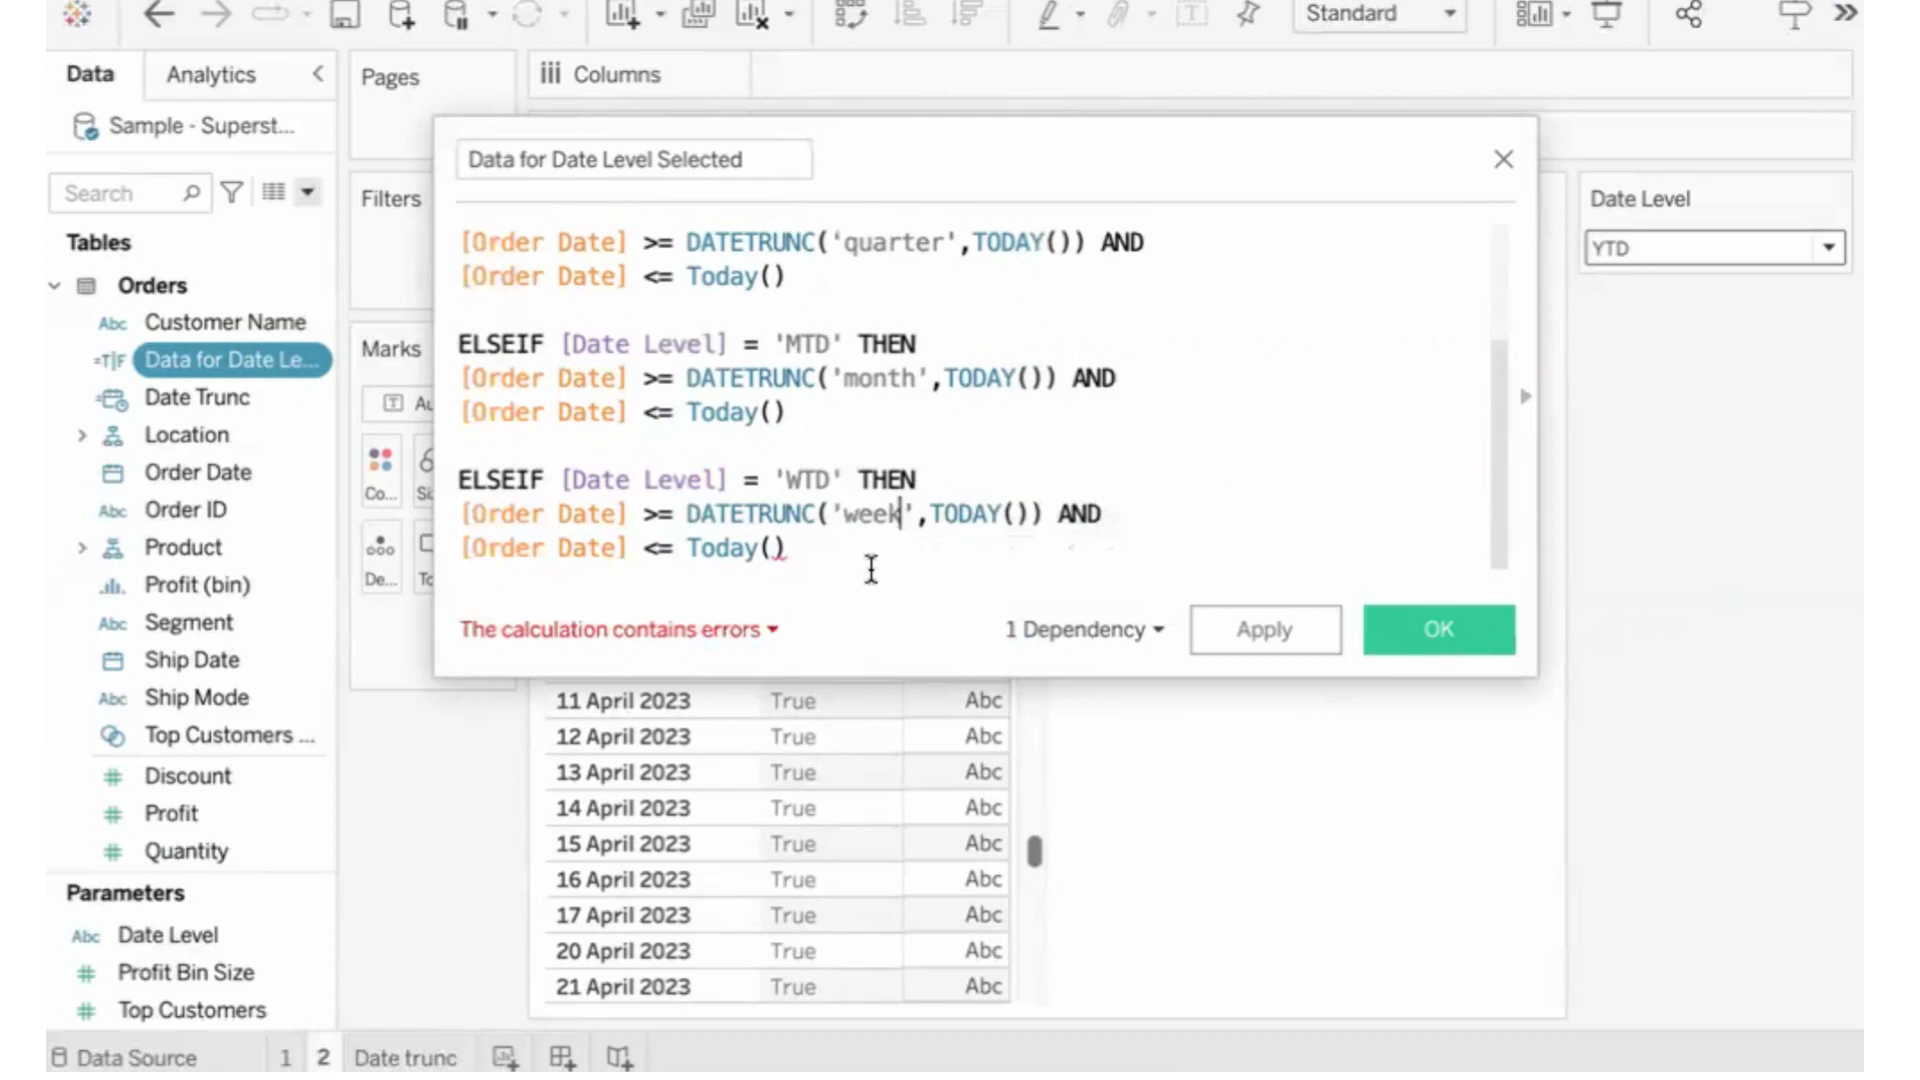 Standard
Data
Analytics
Pages
Columns
Sample - Superst...
Data for Date Level Selected
Search
Filters
Date Level
YTD
Tables
[Order Date] >= DATETRUNC('quarter',TODAY()) AND
[Order Date] <= Today()
Orders
Customer Name
Abc
ELSEIF [Date Level] = 'MTD' THEN
Marks
=T|F
Data for Date Le...
[Order Date] >= DATETRUNC('month',TODAY()) AND
Date Trunc
[Order Date] <= Today()
Location
Order Date
ELSEIF [Date Level] = 'WTD' THEN
Co...
Abc
Order ID
[Order Date] >= DATETRUNC('week',TODAY()) AND
Product
[Order Date] <= Today()
Profit (bin)
De...
Abc
Segment
The calculation contains errors
1 Dependency
Apply
OK
Ship Date
Abc
Ship Mode
11 April 2023 True Abc
Top Customers ...
12 April 2023 True Abc
Discount
13 April 2023 True Abc
Profit
14 April 2023 True Abc
Quantity
15 April 2023 True Abc
Parameters
16 April 2023 True Abc
Abc
Date Level
17 April 2023 True Abc
Profit Bin Size
20 April 2023 True Abc
Top Customers
21 April 2023 True Abc
Data Source
1
2
Date trunc